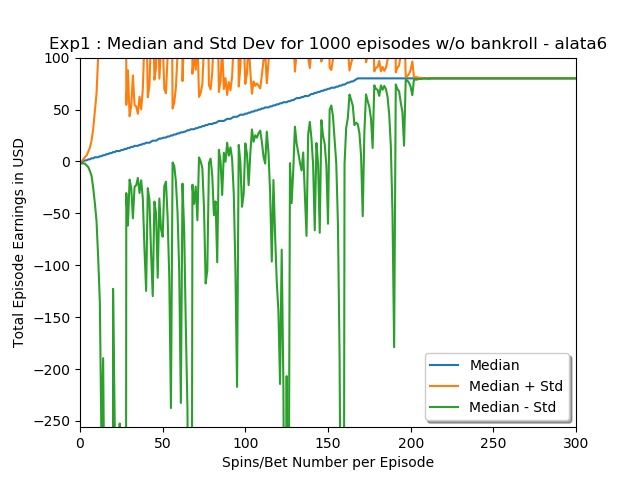 Exp1 : Median and Std Dev for 1000 episodes w/o bankroll - alata6
Total Episode Earnings in USD
100
50
0
−50
−100
−150
−200
−250
0 50 100 150 200 250 300
Spins/Bet Number per Episode
Median
Median + Std
Median - Std